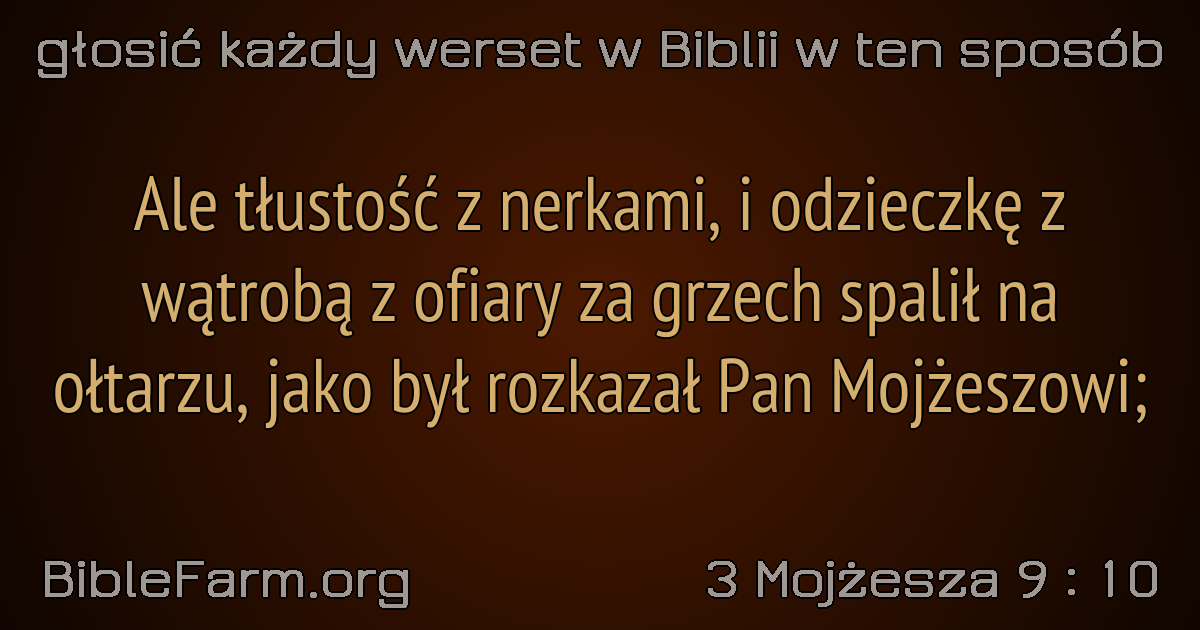 głosić każdy werset w Biblii w ten sposób
Ale tłustość z nerkami, i odzieczkę z
wątrobą z ofiary za grzech spalił na
ołtarzu, jako był rozkazał Pan Mojżeszowi;
BibleFarm.org
3 Mojżesza 9 : 10